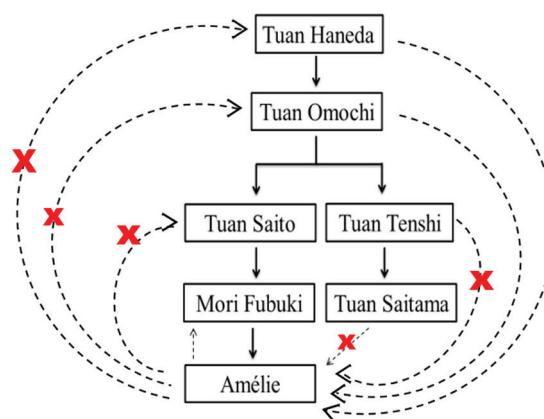 Tuan Haneda
Tuan Omochi
Tuan Saito
Tuan Tenshi
Mori Fubuki
Tuan Saitama
Amélie